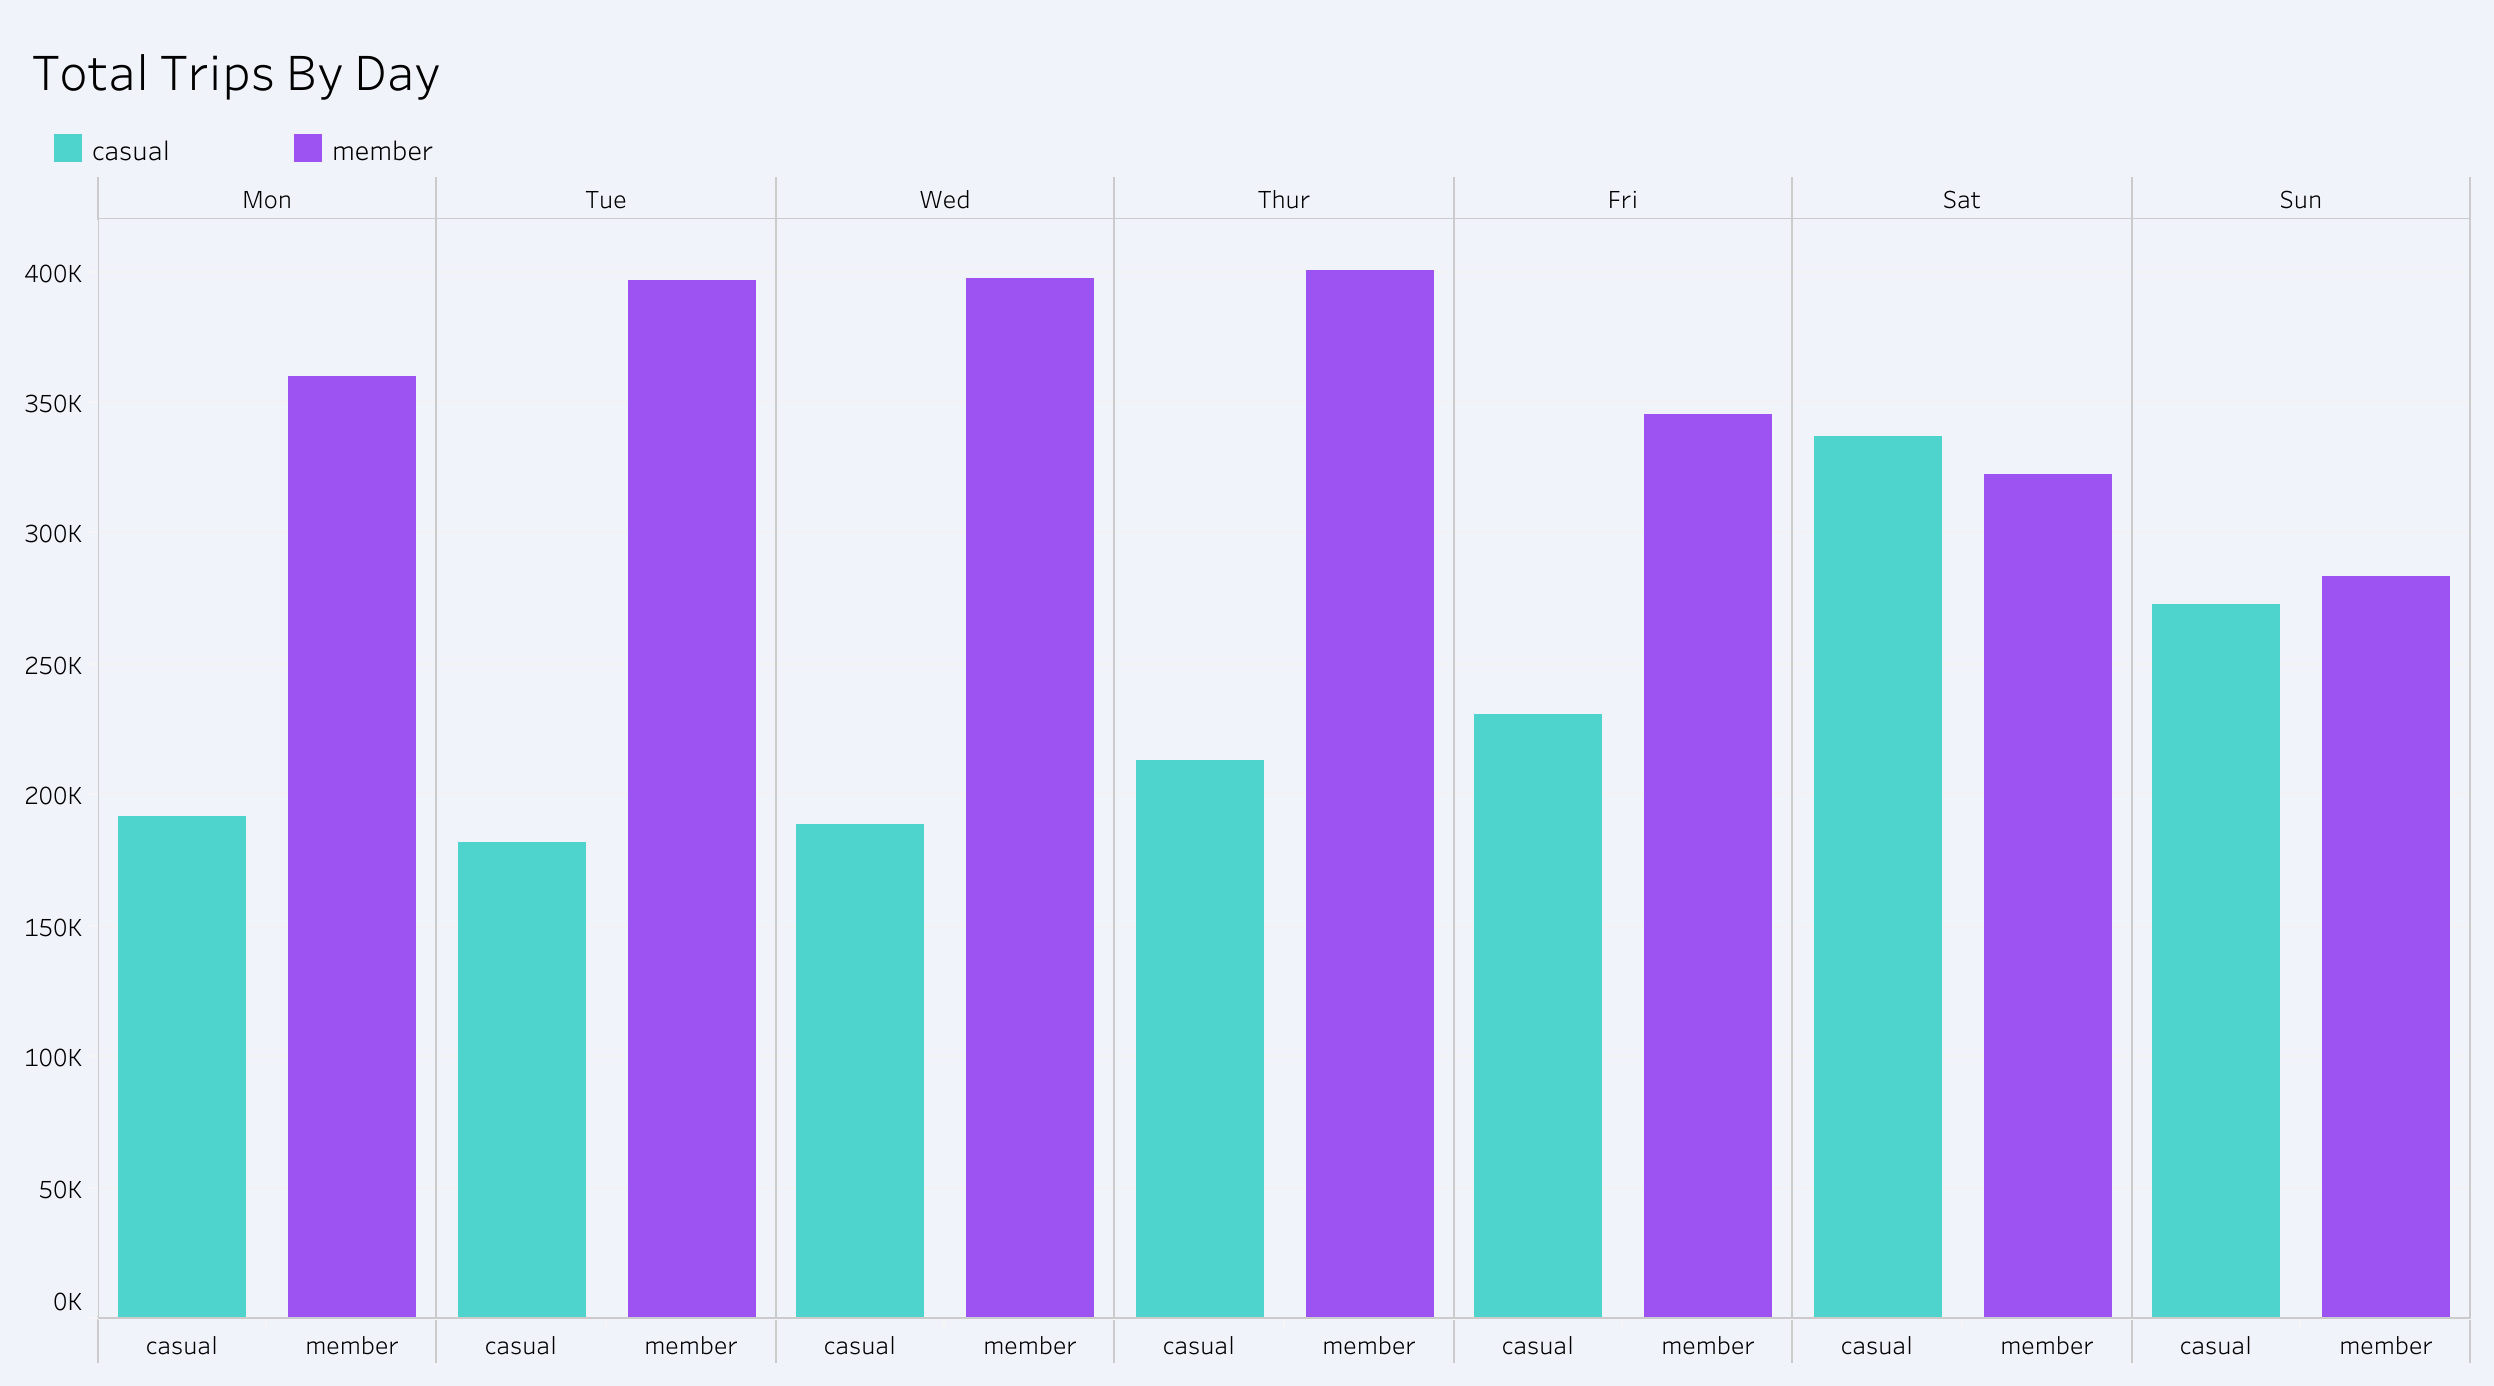 Total Trips By Day
casual member
Mon Tue Wed Thur Fri Sat Sun
400K
350K
300K
250K
200K
150K
100K
50K
0K
casual member casual member casual member casual member casual member casual member casual member